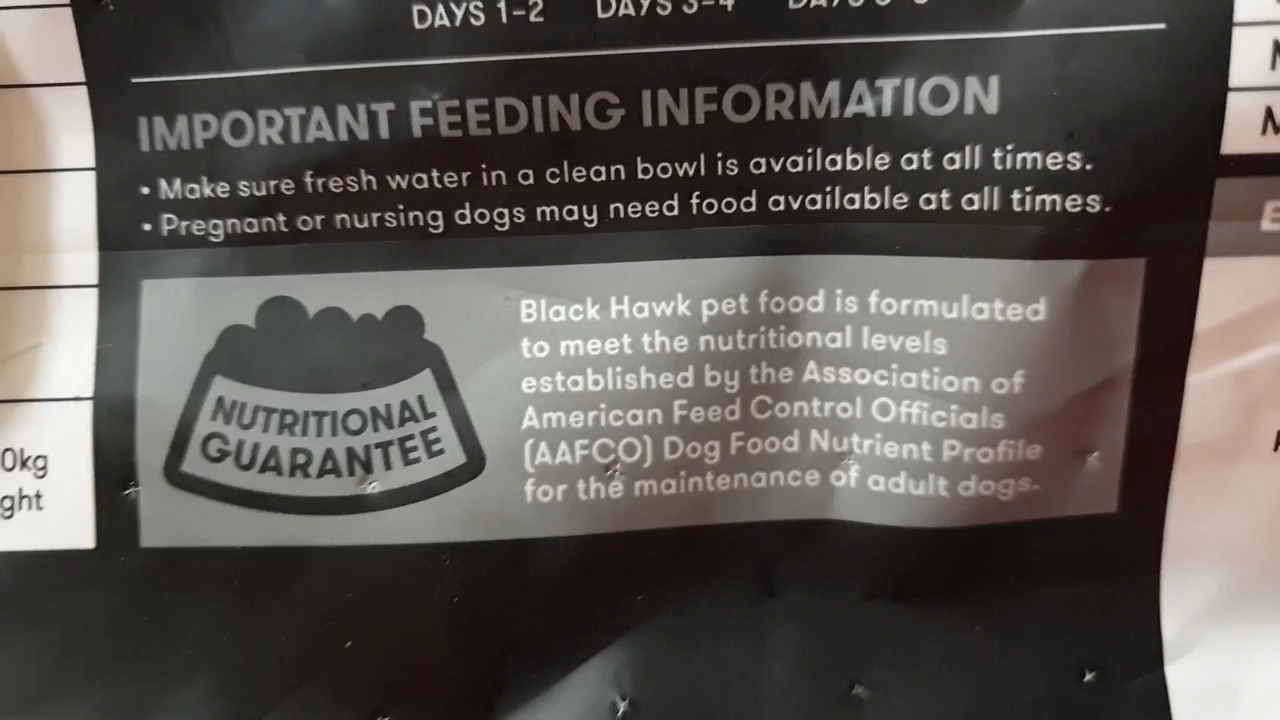 DAYS 1-2 DAYS 3-4
IMPORTANT FEEDING INFORMATION
• Make sure fresh water in a clean bowl is available at all times.
• Pregnant or nursing dogs may need food available at all times.
NUTRITIONAL
GUARANTEE
Black Hawk pet food is formulated
to meet the nutritional levels
established by the Association of
American Feed Control Officials
(AAFCO) Dog Food Nutrient Profile
for the maintenance of adult dogs.
0kg
ght